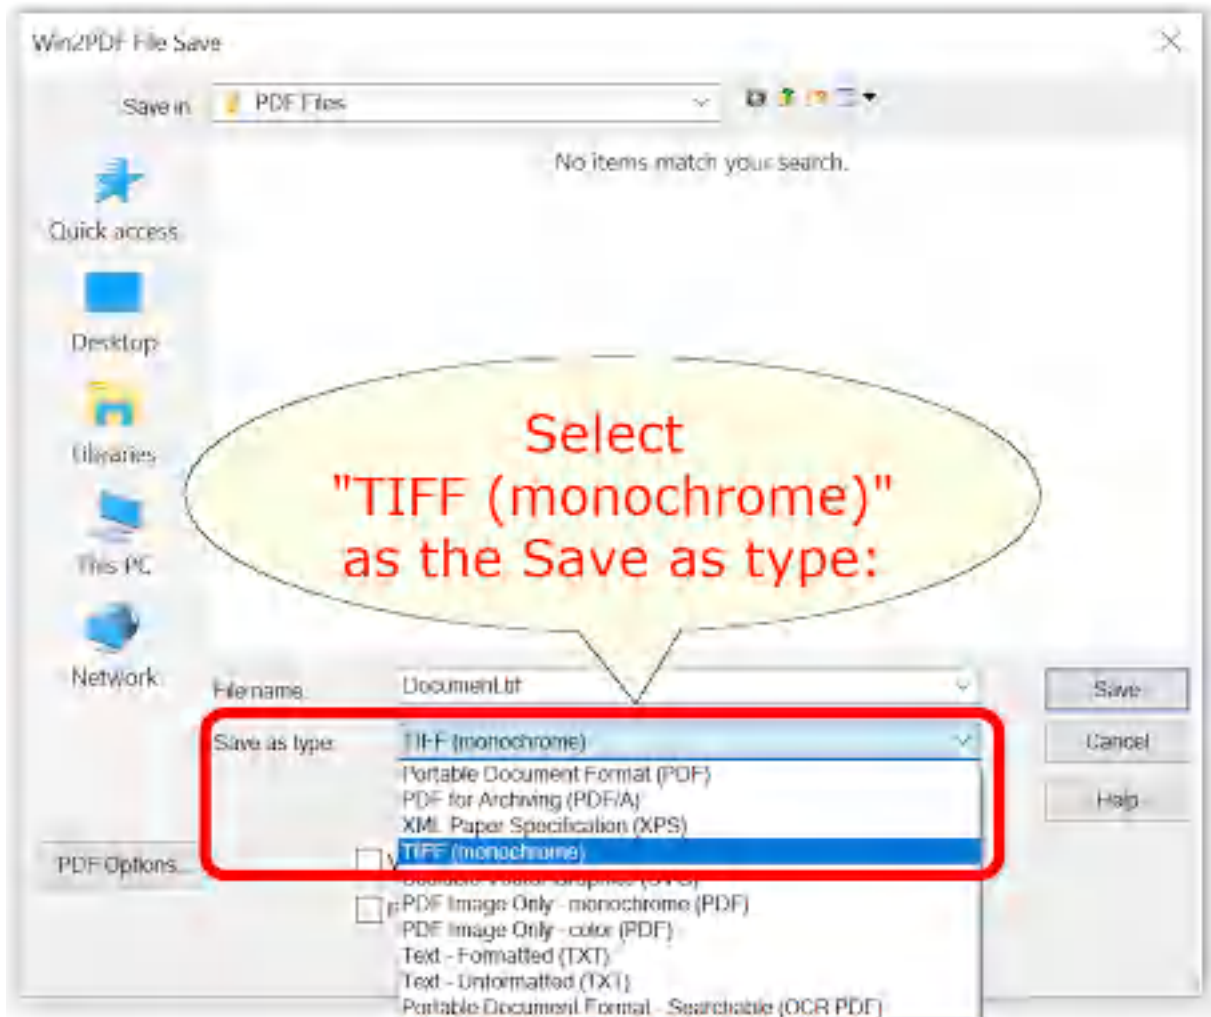 Win2PDF File Save
Save in
PDF Files
No items match your search.
Quick access
Desktop
Libraries
This PC
Network
Select
"TIFF (monochrome)"
as the Save as type:
File name:
Document.tif
Save
Save as type:
TIFF (monochrome)
Cancel
Portable Document Format (PDF)
PDF for Archiving (PDF/A)
Help
XML Paper Specification (XPS)
TIFF (monochrome)
PDF Options...
Scalable Vector Graphics (SVG)
PDF Image Only - monochrome (PDF)
PDF Image Only - color (PDF)
Text - Formatted (TXT)
Text - Unformatted (TXT)
Portable Document Format - Searchable (OCR PDF)